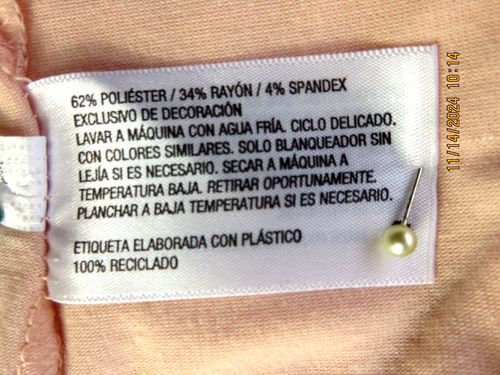 62% POLIÉSTER / 34% RAYÓN / 4% SPANDEX
EXCLUSIVO DE DECORACIÓN
LAVAR A MÁQUINA CON AGUA FRÍA. CICLO DELICADO.
CON COLORES SIMILARES. SOLO BLANQUEADOR SIN
LEJÍA SI ES NECESARIO. SECAR A MÁQUINA A
TEMPERATURA BAJA. RETIRAR OPORTUNAMENTE.
PLANCHAR A BAJA TEMPERATURA SI ES NECESARIO.
ETIQUETA ELABORADA CON PLÁSTICO
100% RECICLADO
11/14/2024 10:14